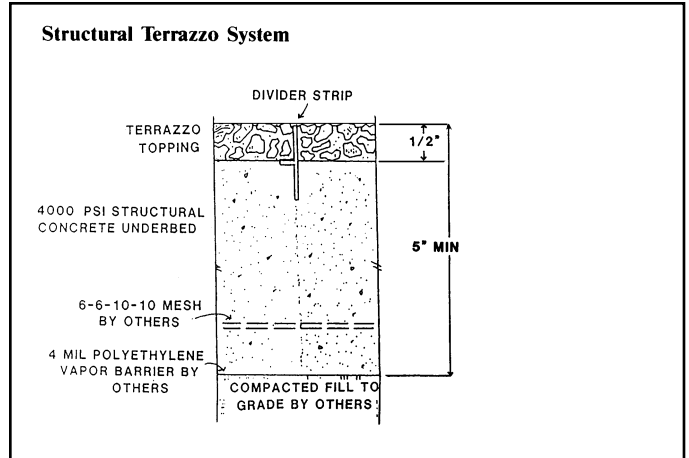 Structural Terrazzo System
DIVIDER STRIP
TERRAZZO
TOPPING
1/2"
4000 PSI STRUCTURAL
CONCRETE UNDERBED
5" MIN
6-6-10-10 MESH
BY OTHERS
4 MIL POLYETHYLENE
VAPOR BARRIER BY
OTHERS
COMPACTED FILL TO
GRADE BY OTHERS